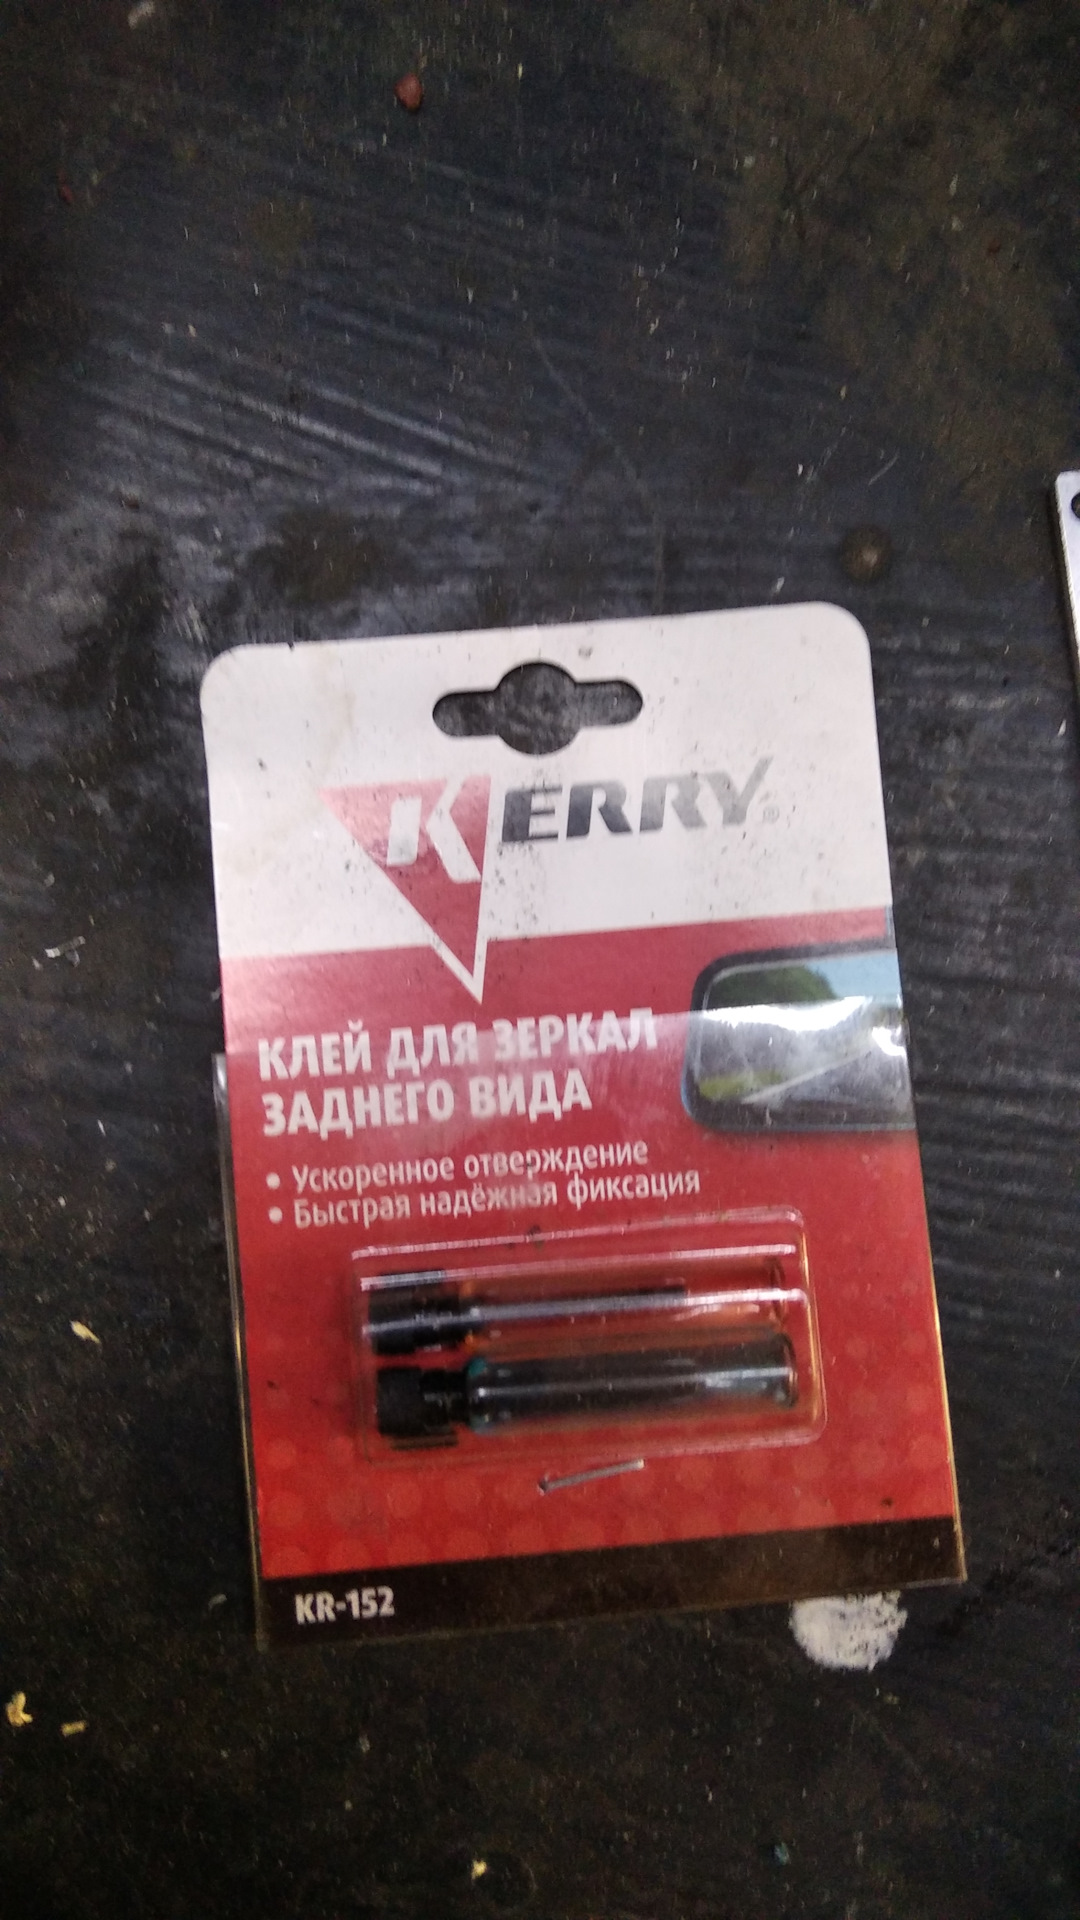 KERRY®
КЛЕЙ ДЛЯ ЗЕРКАЛ
ЗАДНЕГО ВИДА
• Ускоренное отверждение
• Быстрая надёжная фиксация
KR-152